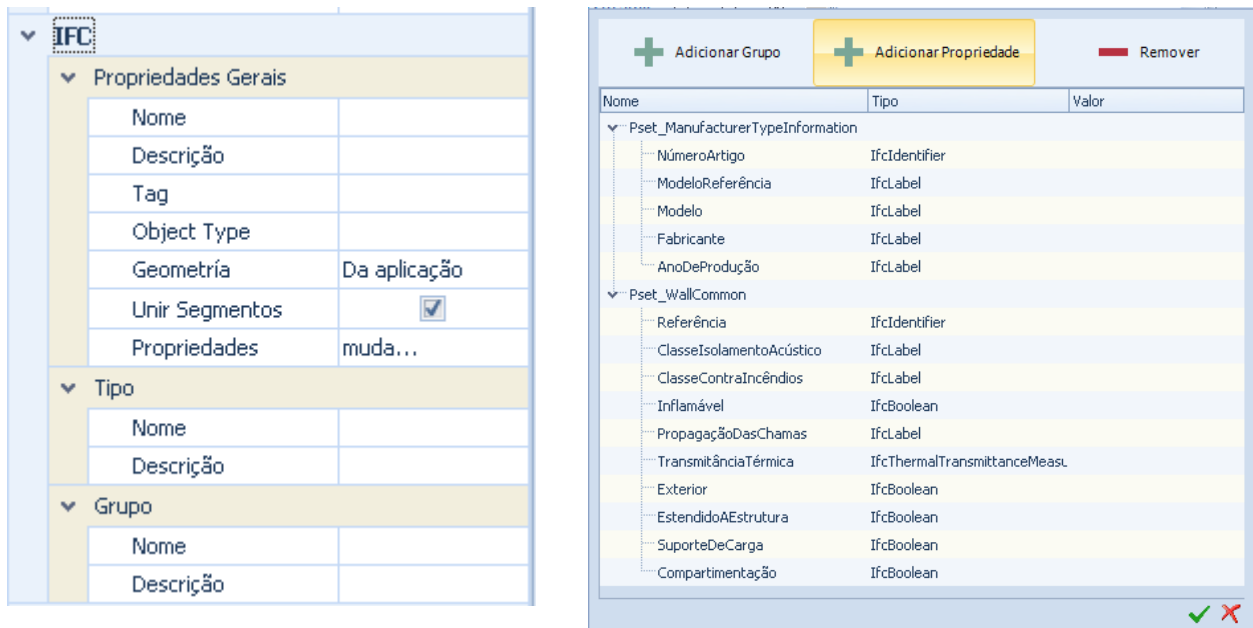 IFC
Propriedades Gerais
Nome
Descrição
Tag
Object Type
Geometría Da aplicação
Unir Segmentos
Propriedades muda...
Tipo
Nome
Descrição
Grupo
Nome
Descrição
Adicionar Grupo Adicionar Propriedade Remover
Nome Tipo Valor
Pset_ManufacturerTypeInformation
NúmeroArtigo IfcIdentifier
ModeloReferência IfcLabel
Modelo IfcLabel
Fabricante IfcLabel
AnoDeProdução IfcLabel
Pset_WallCommon
Referência IfcIdentifier
ClasseIsolamentoAcústico IfcLabel
ClasseContraIncêndios IfcLabel
Inflamável IfcBoolean
PropagaçãoDasChamas IfcLabel
TransmitânciaTérmica IfcThermalTransmittanceMeasu
Exterior IfcBoolean
EstendidoAEstrutura IfcBoolean
SuporteDeCarga IfcBoolean
Compartimentação IfcBoolean